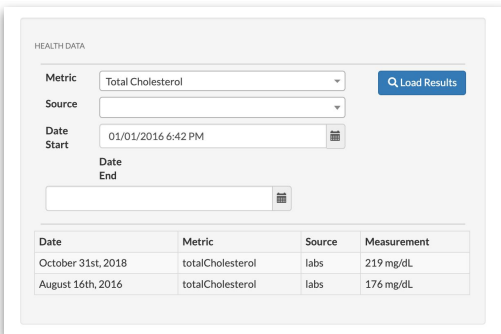 HEALTH DATA
Metric Total Cholesterol Load Results
Source
Date Start 01/01/2016 6:42 PM
Date End
Date Metric Source Measurement
October 31st, 2018 totalCholesterol labs 219 mg/dL
August 16th, 2016 totalCholesterol labs 176 mg/dL